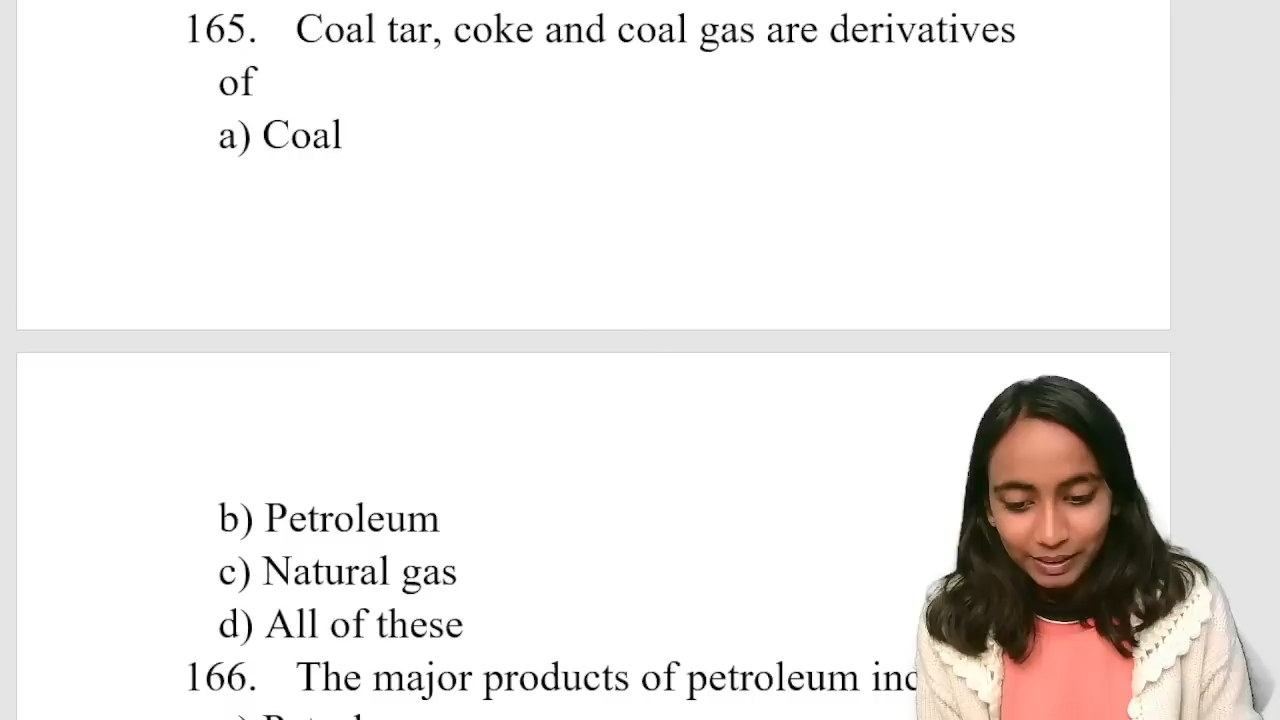 165. Coal tar, coke and coal gas are derivatives
of
a) Coal
b) Petroleum
c) Natural gas
d) All of these
166. The major products of petroleum